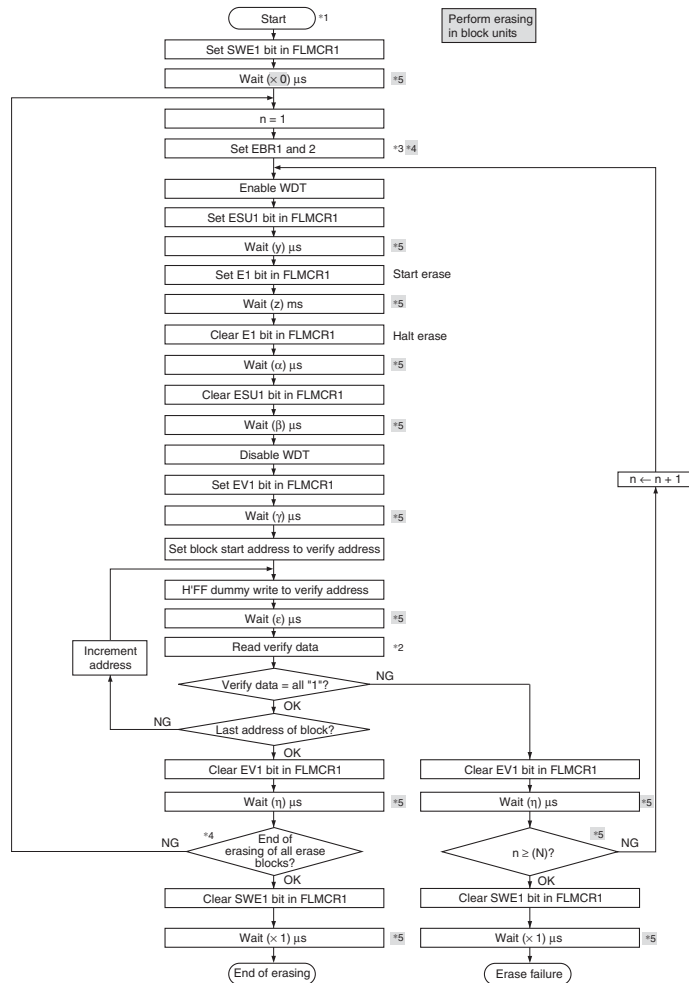 Start *1
Perform erasing
in block units
Set SWE1 bit in FLMCR1
Wait (× 0) μs *5
n = 1
Set EBR1 and 2 *3 *4
Enable WDT
Set ESU1 bit in FLMCR1
Wait (y) μs *5
Set E1 bit in FLMCR1 Start erase
Wait (z) ms *5
Clear E1 bit in FLMCR1 Halt erase
Wait (α) μs *5
Clear ESU1 bit in FLMCR1
Wait (β) μs *5
Disable WDT
Set EV1 bit in FLMCR1
n ← n + 1
Wait (γ) μs *5
Set block start address to verify address
H'FF dummy write to verify address
Wait (ε) μs *5
Increment
address
Read verify data *2
Verify data = all "1"? NG
OK
NG Last address of block?
OK
Clear EV1 bit in FLMCR1
Clear EV1 bit in FLMCR1
Wait (η) μs *5
Wait (η) μs *5
NG *4
End of
erasing of all erase
blocks?
n ≥ (N)? *5 NG
OK
OK
Clear SWE1 bit in FLMCR1
Clear SWE1 bit in FLMCR1
Wait (× 1) μs *5
Wait (× 1) μs *5
End of erasing
Erase failure